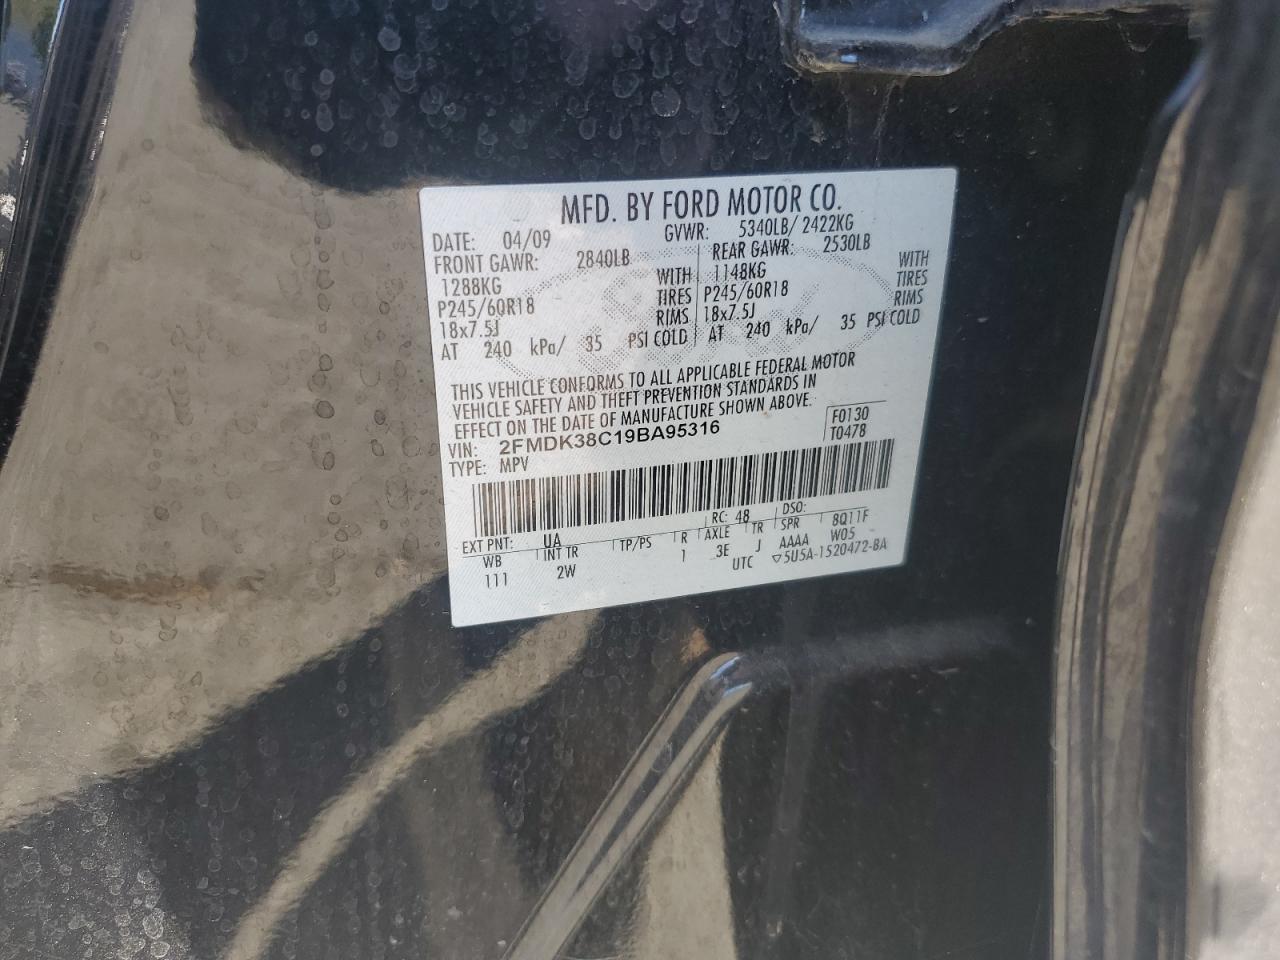 MFD. BY FORD MOTOR CO.
DATE: 04/09 GVWR: 5340LB/ 2422KG
FRONT GAWR: 2840LB REAR GAWR: 2530LB
1288KG WITH 1148KG WITH
P245/60R18 TIRES P245/60R18 TIRES
18x7.5J RIMS 18x7.5J RIMS
AT 240 kPa/ 35 PSI COLD AT 240 kPa/ 35 PSI COLD
THIS VEHICLE CONFORMS TO ALL APPLICABLE FEDERAL MOTOR
VEHICLE SAFETY AND THEFT PREVENTION STANDARDS IN
EFFECT ON THE DATE OF MANUFACTURE SHOWN ABOVE.
VIN: 2FMDK38C19BA95316 F0130
TYPE: MPV T0478
EXT PNT: UA RC: 48 DSO:
WB INT TR TP/PS R AXLE TR SPR 8Q11F
111 2W 1 3E J AAAA W05
UTC ▽5U5A-1520472-BA